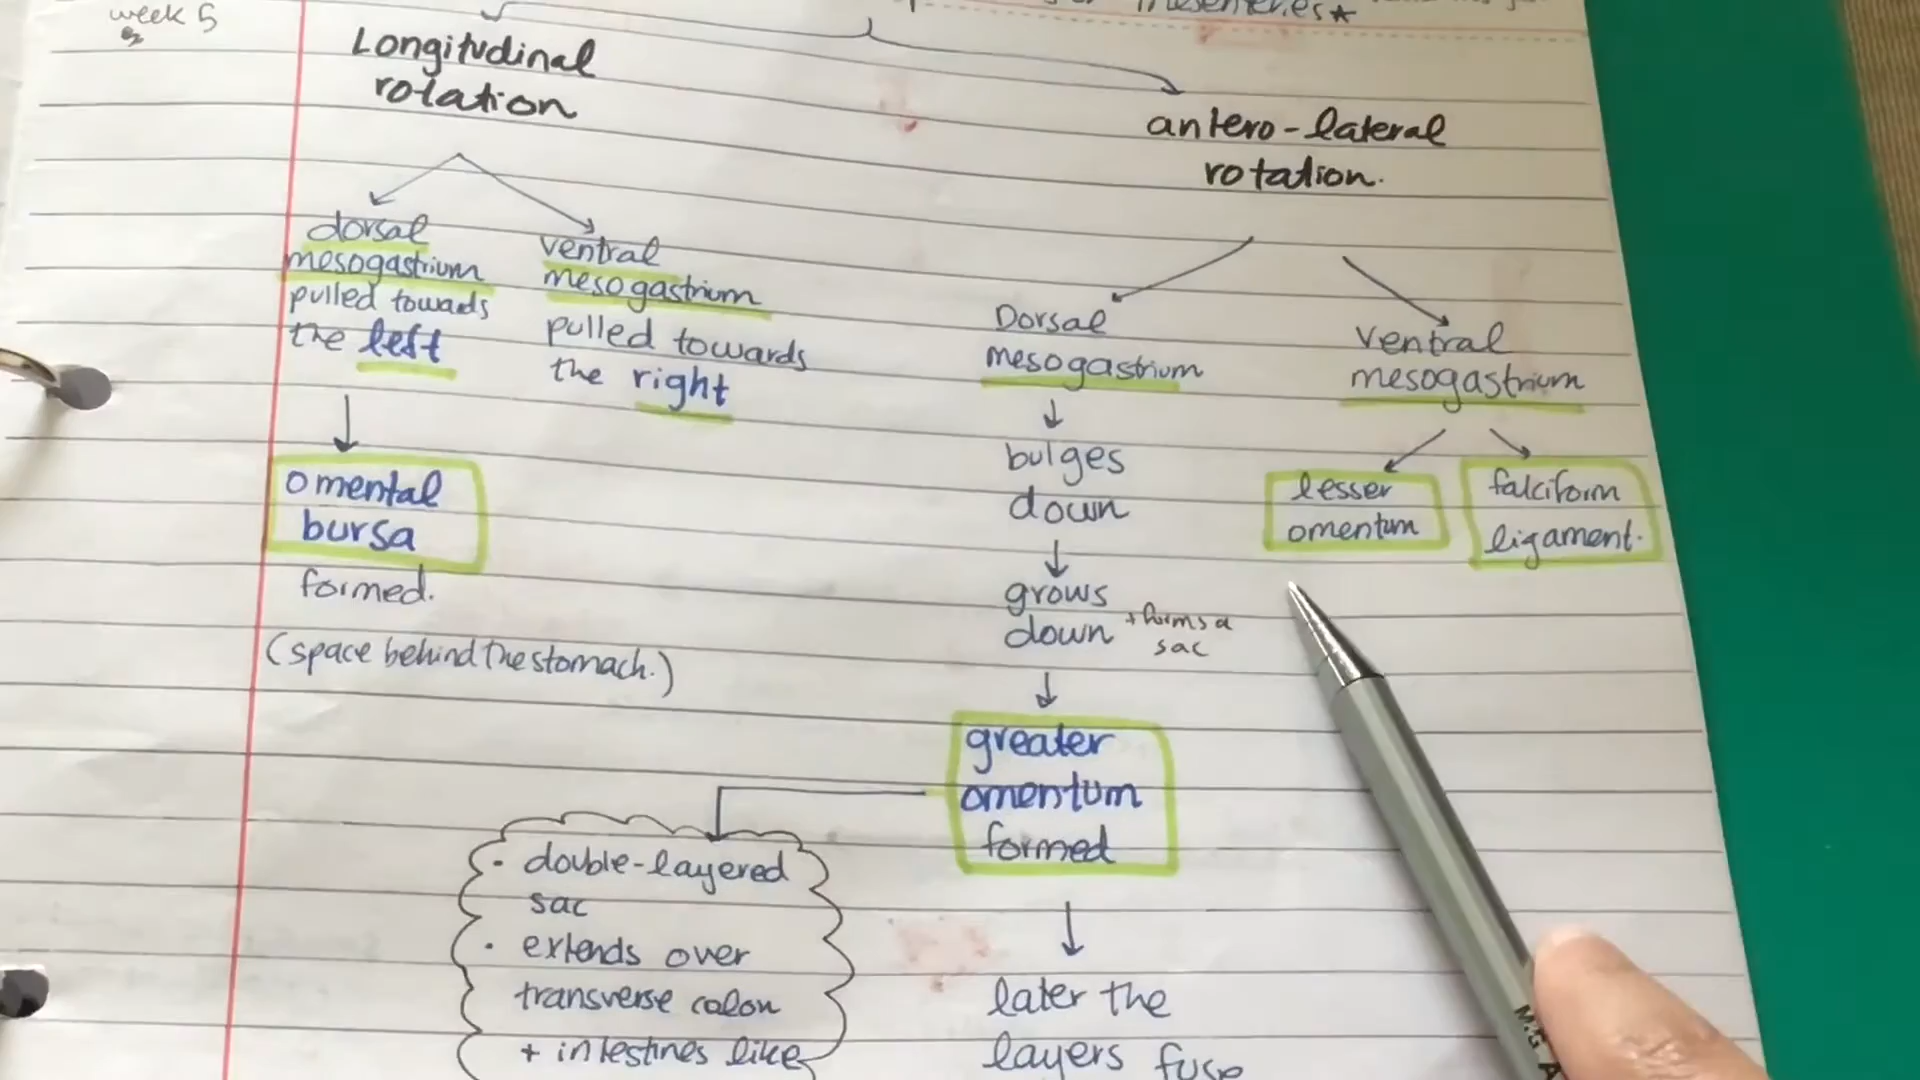 week 5
mesenteries★
Longitudinal
rotation
antero-lateral
rotation.
dorsal
mesogastrium
pulled towards
the left
ventral
mesogastrium
pulled towards
the right
omental
bursa
formed.
(space behind the stomach.)
Dorsal
mesogastrium
bulges
down
grows
down
+ forms a
sac
greater
omentum
formed
later the
layers fuse
Ventral
mesogastrium
lesser
omentum
falciform
ligament.
· double-layered
sac
· extends over
transverse colon
+ intestines like